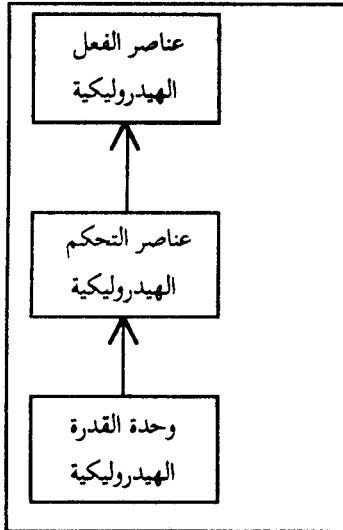 عناصر الفعل
الهيدروليكية
عناصر التحكم
الهيدروليكية
وحدة القدرة
الهيدروليكية